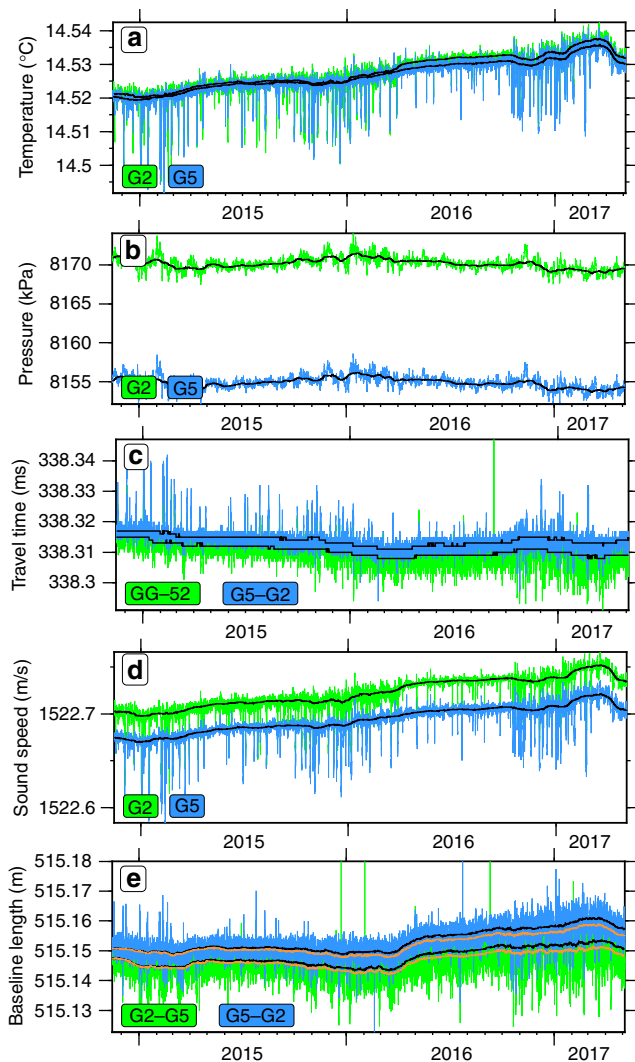 a
Temperature (°C)
14.54
14.53
14.52
14.5
G2 G5
2015 2016 2017
b
Pressure (kPa)
8170
8165
8160
8155
G2 G5
2015 2016 2017
c
Travel time (ms)
338.34
338.33
338.32
338.31
338.3
GG–52 G5–G2
2015 2016 2017
d
Sound speed (m/s)
1522.7
1522.6
G2 G5
2015 2016 2017
e
Baseline length (m)
515.18
515.17
515.16
515.15
515.14
515.13
G2–G5 G5–G2
2015 2016 2017